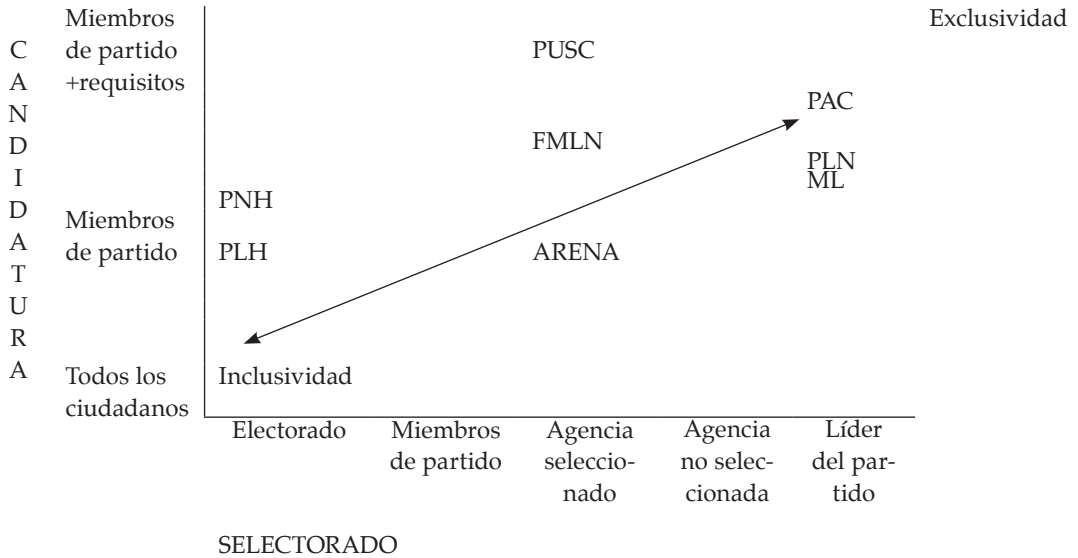 CANDIDATURA
Miembros
de partido
+requisitos
Exclusividad
PUSC
PAC
FMLN
PLN
ML
PNH
Miembros
de partido
PLH
ARENA
Todos los
ciudadanos
Inclusividad
Electorado
Miembros
de partido
Agencia
seleccio-
nado
Agencia
no selec-
cionada
Líder
del par-
tido
SELECTORADO